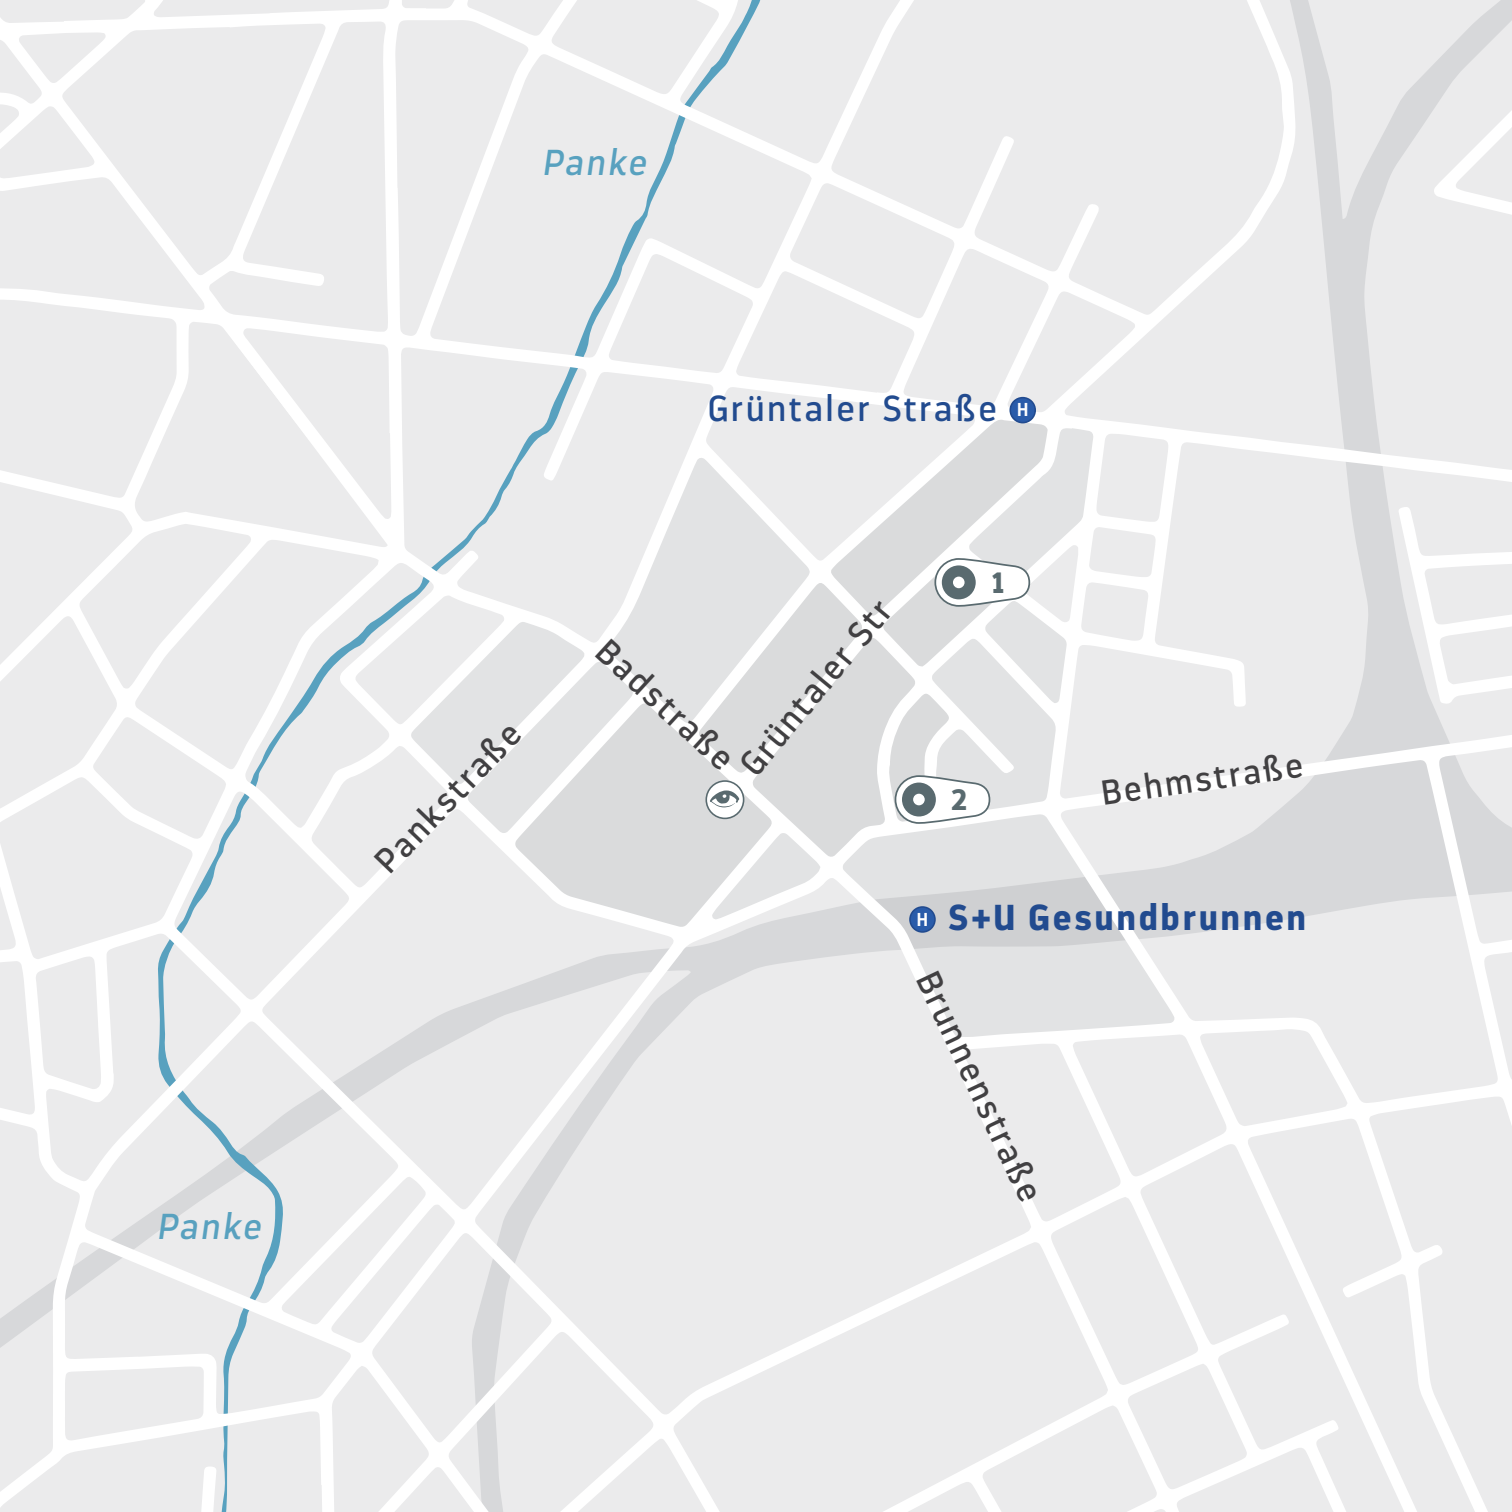 Panke
Grüntaler Straße H
1
Grüntaler Str
Badstraße
Pankstraße
Behmstraße
2
H S+U Gesundbrunnen
Brunnenstraße
Panke